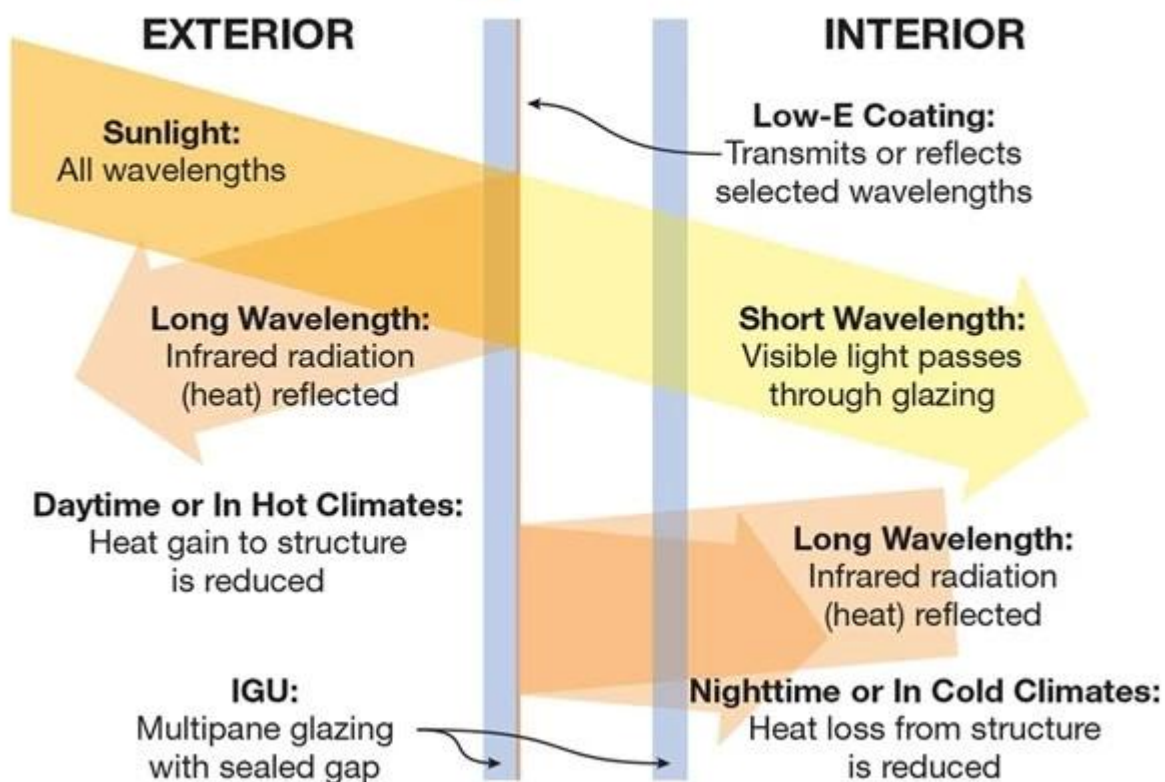 EXTERIOR
INTERIOR
Sunlight:
All wavelengths
Low-E Coating:
Transmits or reflects
selected wavelengths
Long Wavelength:
Infrared radiation
(heat) reflected
Short Wavelength:
Visible light passes
through glazing
Daytime or In Hot Climates:
Heat gain to structure
is reduced
Long Wavelength:
Infrared radiation
(heat) reflected
IGU:
Multipane glazing
with sealed gap
Nighttime or In Cold Climates:
Heat loss from structure
is reduced